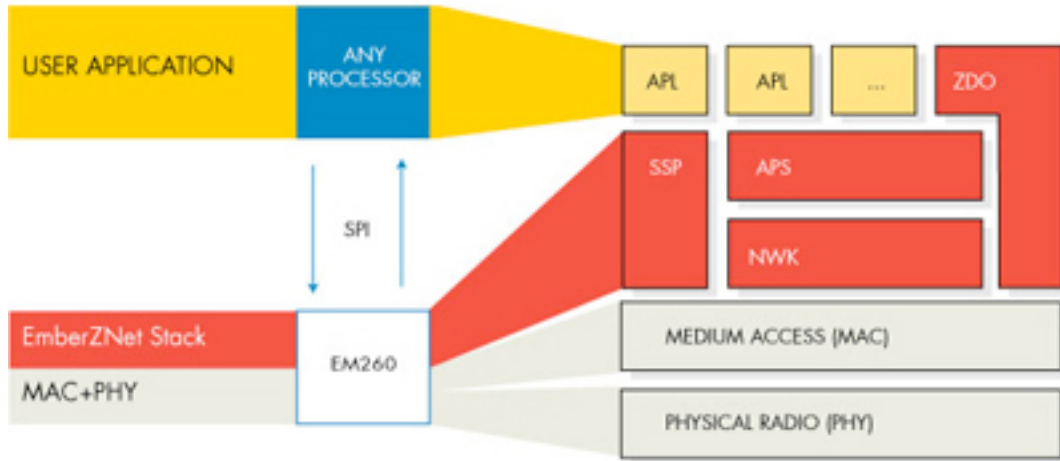 USER APPLICATION
ANY
PROCESSOR
APL
APL
...
ZDO
SSP
APS
SPI
NWK
EmberZNet Stack
EM260
MEDIUM ACCESS (MAC)
MAC+PHY
PHYSICAL RADIO (PHY)